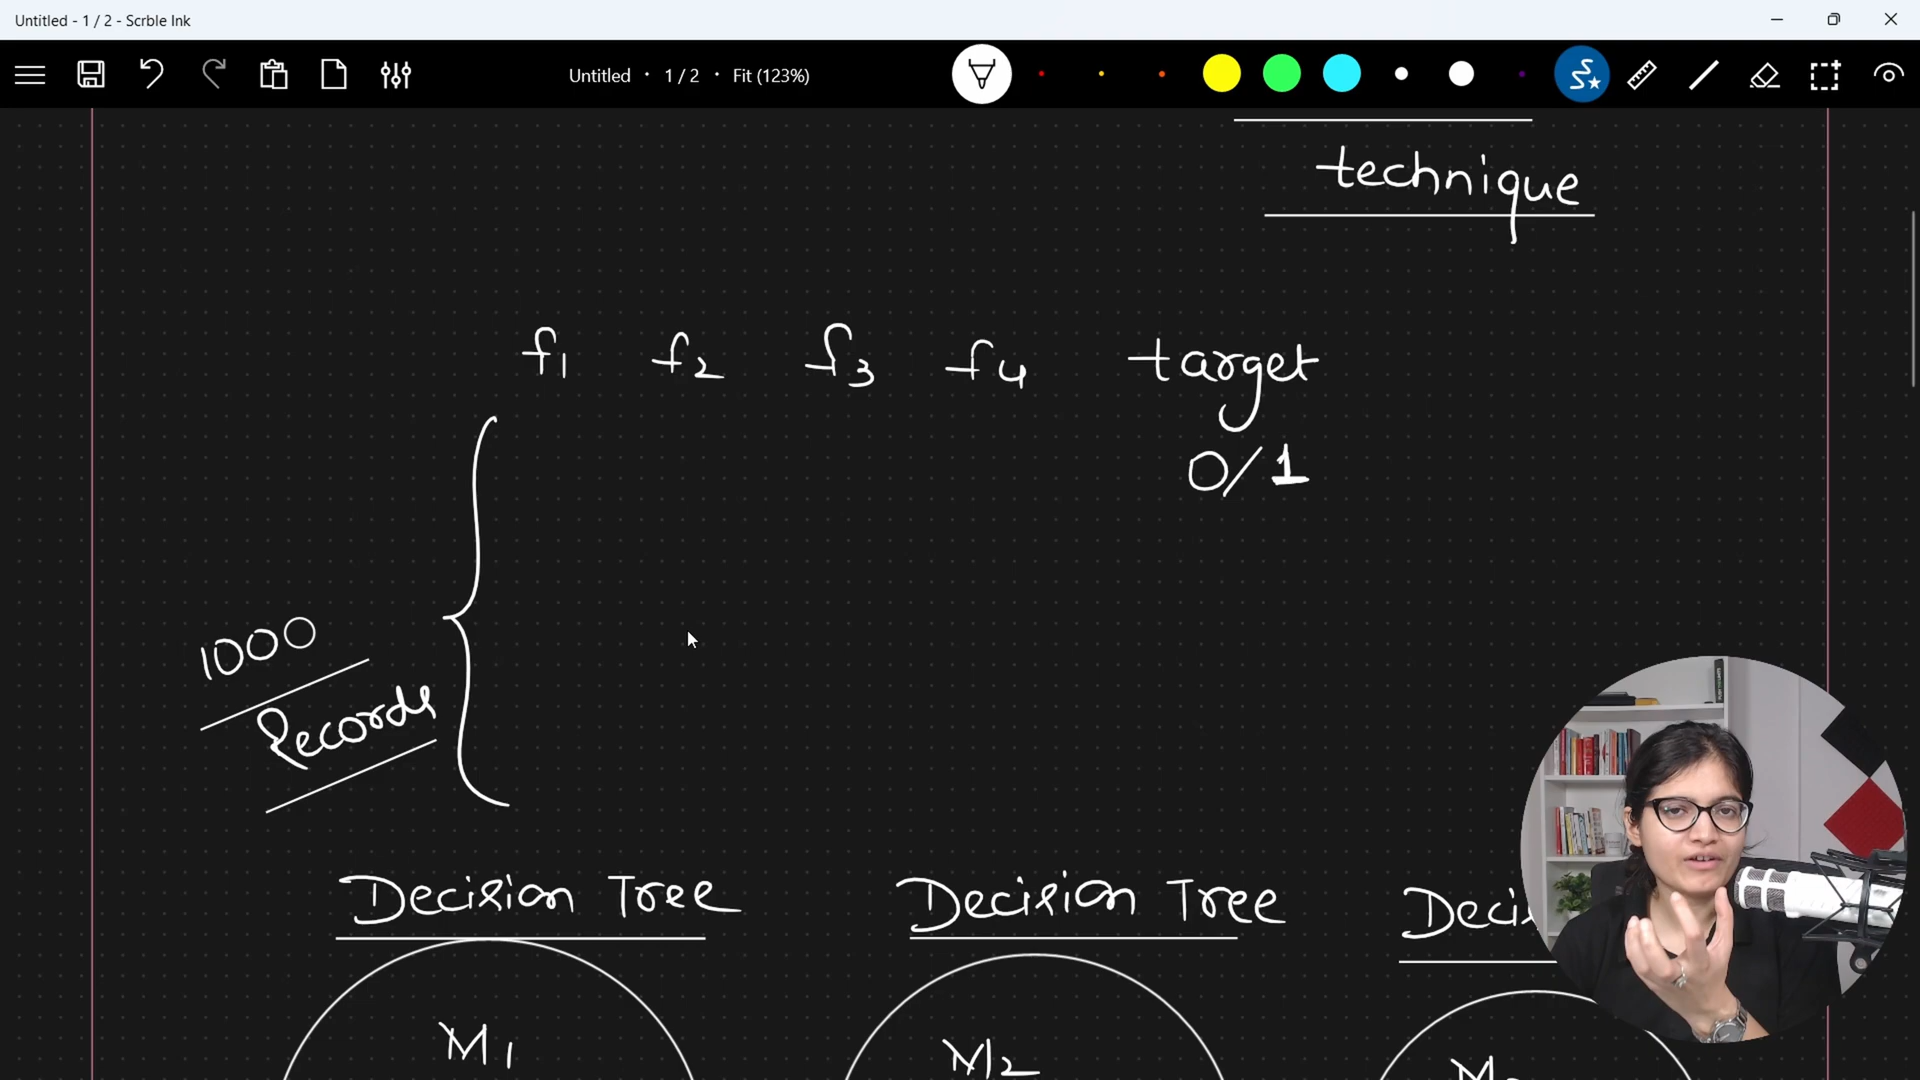 Untitled - 1 / 2 - Scrble Ink
Untitled • 1 / 2 • Fit (123%)
technique
f1 f2 f3 f4 target
0/1
1000
Records
Decision Tree Decision Tree
M1 M2